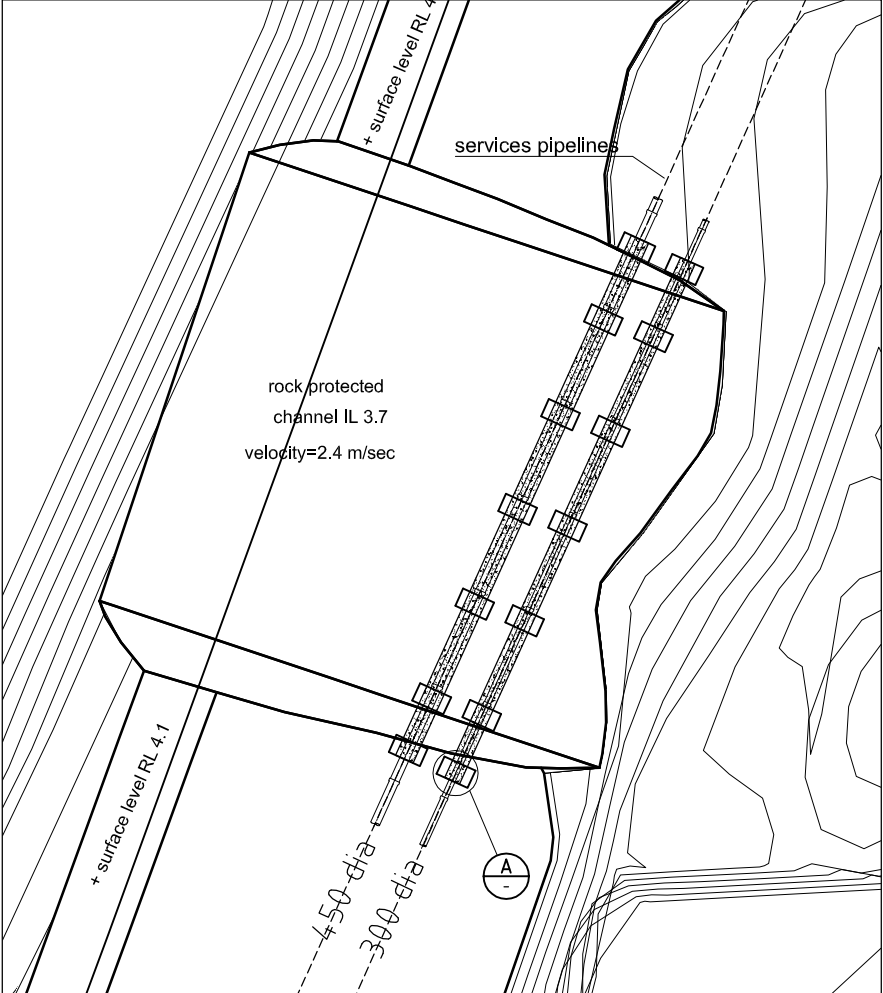 + surface level RL 4.
services pipelines
rock protected
channel IL 3.7
velocity=2.4 m/sec
+ surface level RL 4.1
450 dia
300 dia
A
-